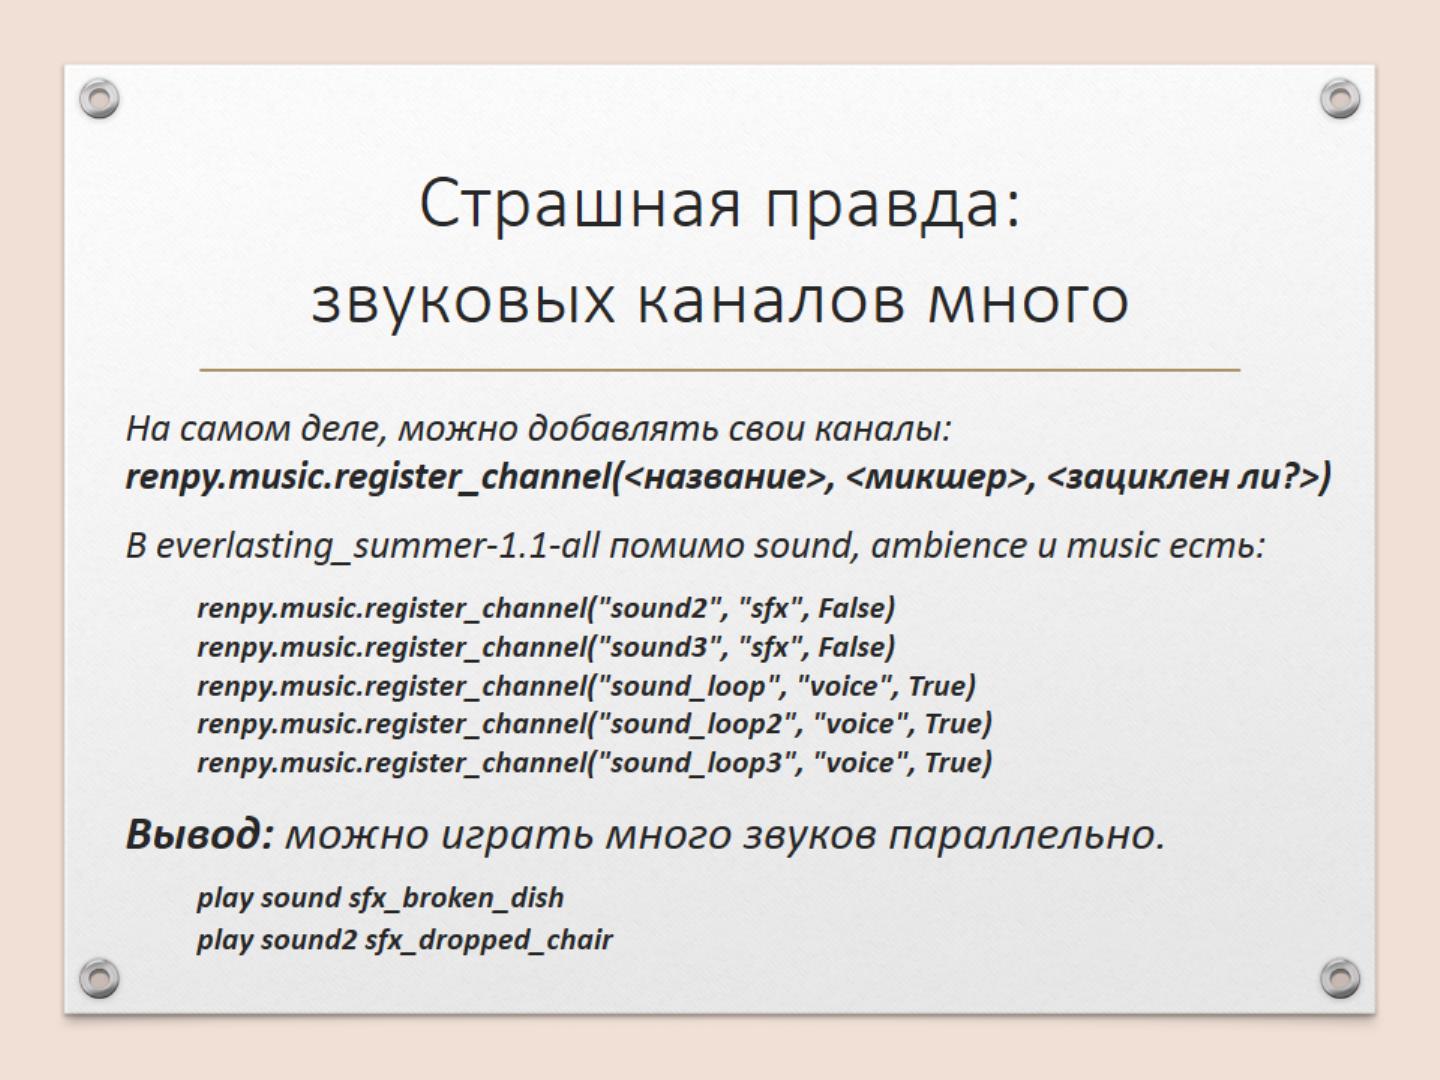 Страшная правда:
звуковых каналов много
На самом деле, можно добавлять свои каналы:
renpy.music.register_channel(<название>, <микшер>, <зациклен ли?>)
В everlasting_summer-1.1-all помимо sound, ambience и music есть:
renpy.music.register_channel("sound2", "sfx", False)
renpy.music.register_channel("sound3", "sfx", False)
renpy.music.register_channel("sound_loop", "voice", True)
renpy.music.register_channel("sound_loop2", "voice", True)
renpy.music.register_channel("sound_loop3", "voice", True)
Вывод: можно играть много звуков параллельно.
play sound sfx_broken_dish
play sound2 sfx_dropped_chair